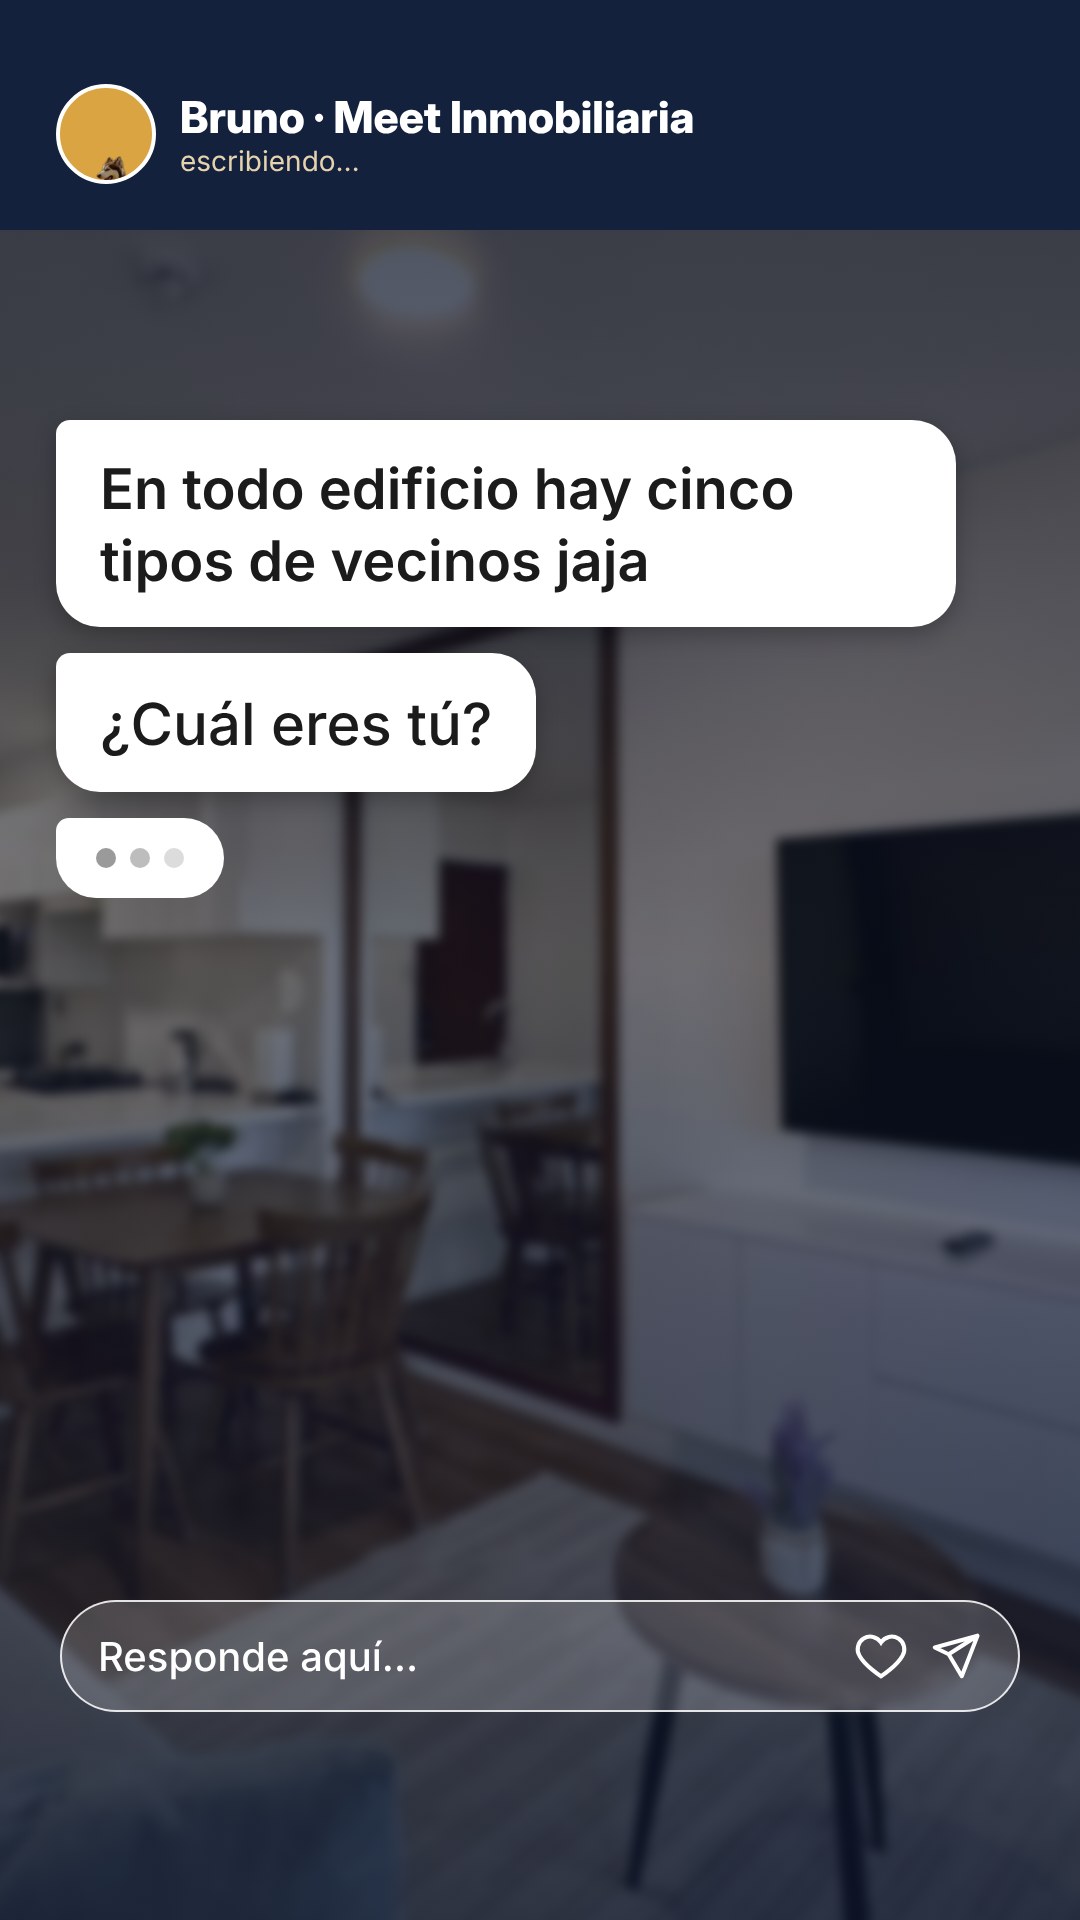 Bruno · Meet Inmobiliaria
escribiendo...
En todo edificio hay cinco
tipos de vecinos jaja
¿Cuál eres tú?
Responde aquí...